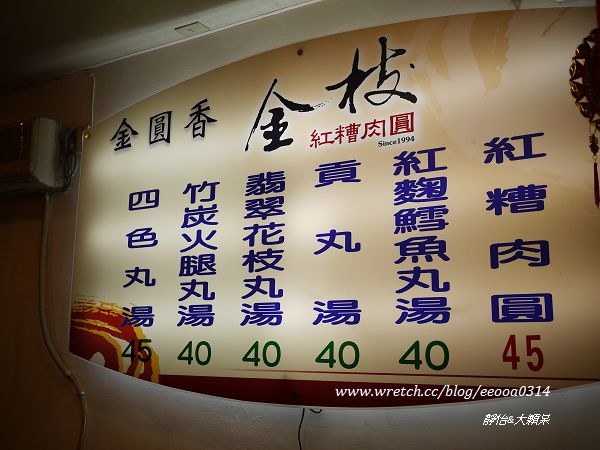 金圓香
金枝
紅糟肉圓
Since1994
紅糟肉圓 45
紅麴鱈魚丸湯 40
貢丸湯 40
翡翠花枝丸湯 40
竹炭火腿丸湯 40
四色丸湯 45
www.wretch.cc/blog/eeooa0314
靜怡&大顆呆